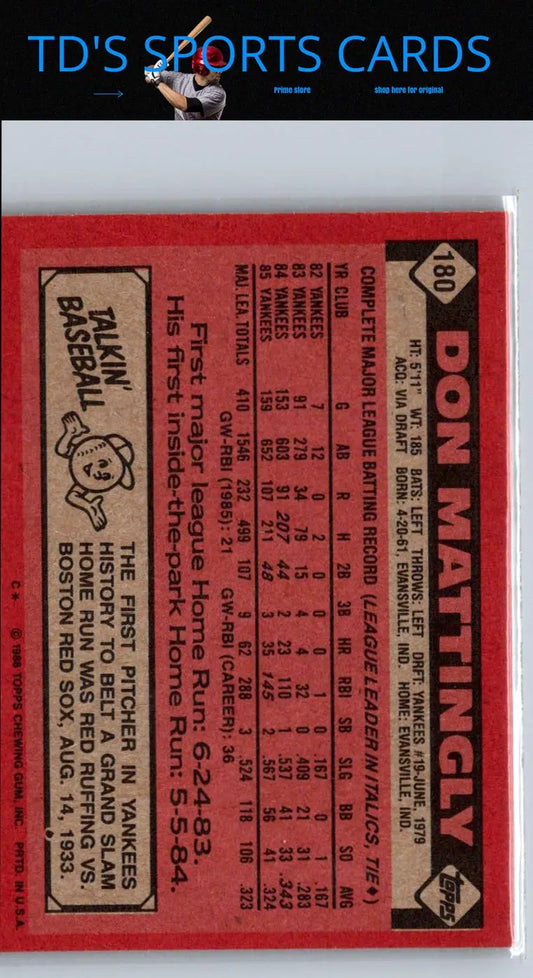 TD'S SPORTS CARDS
Prime store
shop here for original
180
DON MATTINGLY
topps
HT: 5'11" WT: 185 BATS: LEFT THROWS: LEFT DRFT: YANKEES #19-JUNE, 1979
ACQ: VIA DRAFT BORN: 4-20-61, EVANSVILLE, IND. HOME: EVANSVILLE, IND.
COMPLETE MAJOR LEAGUE BATTING RECORD (LEAGUE LEADER IN ITALICS, TIE♦)
YR CLUB G AB R H 2B 3B HR RBI SB SLG BB SO AVG
82 YANKEES 7 12 0 2 0 0 0 1 0 .167 0 1 .167
83 YANKEES 91 279 34 79 15 4 4 32 0 .409 21 31 .283
84 YANKEES 153 603 91 207 44 2 23 110 1 .537 41 33 .343
85 YANKEES 159 652 107 211 48 3 35 145 2 .567 56 41 .324
MAJ. LEA. TOTALS 410 1546 232 499 107 9 62 288 3 .524 118 106 .323
GW-RBI (1985): 21 GW-RBI (CAREER): 36
First major league Home Run: 6-24-83.
His first inside-the-park Home Run: 5-5-84.
TALKIN'
BASEBALL
THE FIRST PITCHER IN YANKEES
HISTORY TO BELT A GRAND SLAM
HOME RUN WAS RED RUFFING VS.
BOSTON RED SOX, AUG. 14, 1933.
C* © 1986 TOPPS CHEWING GUM, INC. PRTD. IN U.S.A.